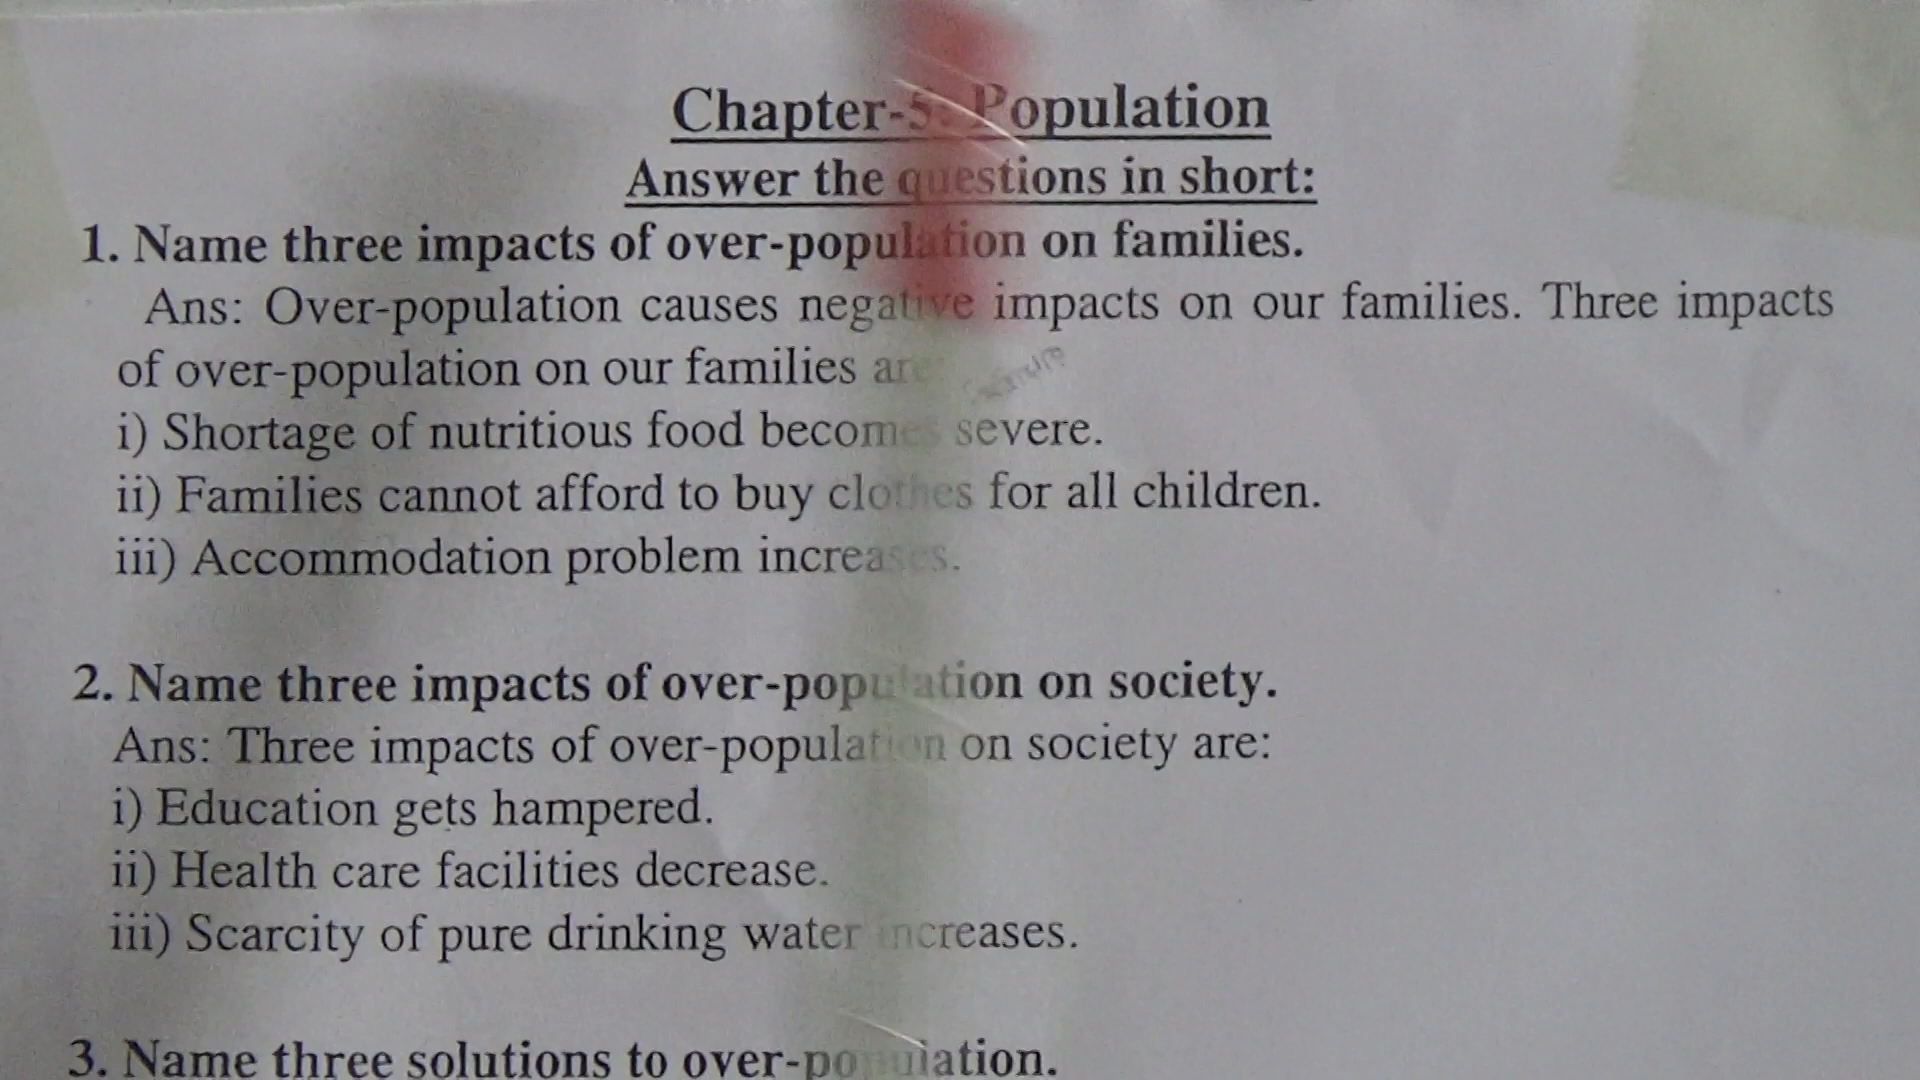 Chapter-5: Population
Answer the questions in short:
1. Name three impacts of over-population on families.
Ans: Over-population causes negative impacts on our families. Three impacts
of over-population on our families are:
i) Shortage of nutritious food becomes severe.
ii) Families cannot afford to buy clothes for all children.
iii) Accommodation problem increases.
2. Name three impacts of over-population on society.
Ans: Three impacts of over-population on society are:
i) Education gets hampered.
ii) Health care facilities decrease.
iii) Scarcity of pure drinking water increases.
3. Name three solutions to over-population.